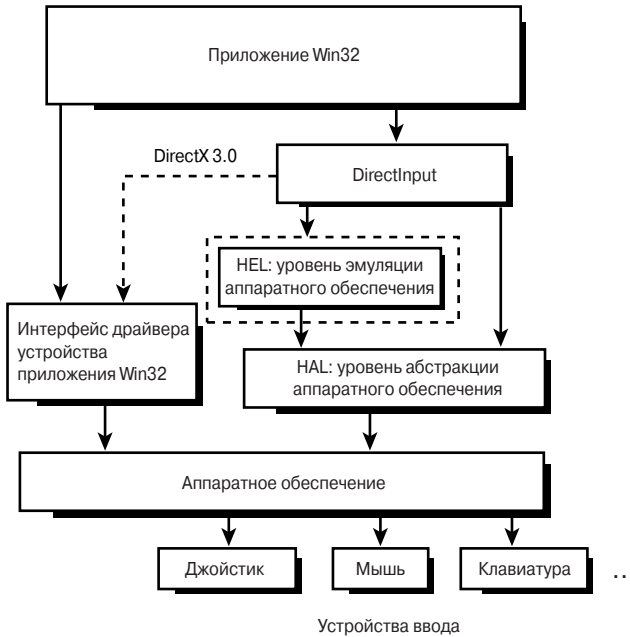 Приложение Win32
DirectX 3.0
DirectInput
HEL: уровень эмуляции
аппаратного обеспечения
Интерфейс драйвера
устройства
приложения Win32
HAL: уровень абстракции
аппаратного обеспечения
Аппаратное обеспечение
Джойстик
Мышь
Клавиатура
..
Устройства ввода